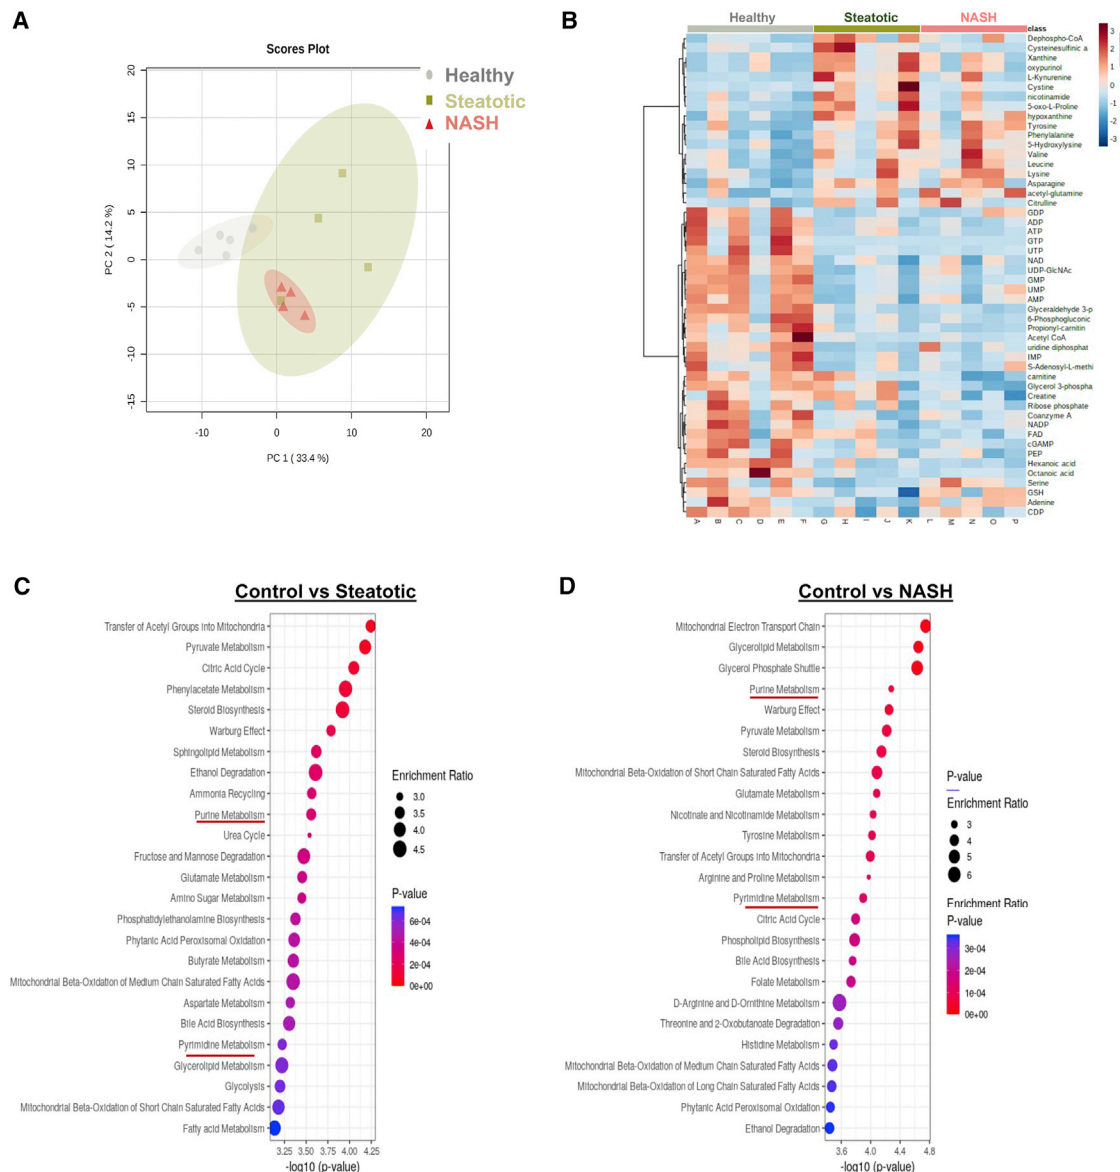 A
Scores Plot
Healthy
Steatotic
NASH
PC 2 ( 14.2 %)
20
15
10
5
0
-5
-10
-15
-10
0
10
20
PC 1 ( 33.4 %)
B
Healthy
Steatotic
NASH
class
Dephospho-CoA
Cysteinesulfinic a
Xanthine
oxypurinol
L-Kynurenine
Cystine
nicotinamide
5-oxo-L-Proline
hypoxanthine
Tyrosine
Phenylalanine
5-Hydroxylysine
Valine
Leucine
Lysine
Asparagine
acetyl-glutamine
Citrulline
GDP
ADP
ATP
GTP
UTP
NAD
UDP-GlcNAc
GMP
UMP
AMP
Glyceraldehyde 3-p
6-Phosphogluconic
Propionyl-carnitin
Acetyl CoA
uridine diphosphat
IMP
S-Adenosyl-L-methi
carnitine
Glycerol 3-phospha
Creatine
Ribose phosphate
Coenzyme A
NADP
FAD
cGAMP
PEP
Hexanoic acid
Octanoic acid
Serine
GSH
Adenine
CDP
A B C D E F G H I J K L M N O P
3
2
1
0
-1
-2
-3
C
Control vs Steatotic
Transfer of Acetyl Groups into Mitochondria
Pyruvate Metabolism
Citric Acid Cycle
Phenylacetate Metabolism
Steroid Biosynthesis
Warburg Effect
Sphingolipid Metabolism
Ethanol Degradation
Ammonia Recycling
Purine Metabolism
Urea Cycle
Fructose and Mannose Degradation
Glutamate Metabolism
Amino Sugar Metabolism
Phosphatidylethanolamine Biosynthesis
Phytanic Acid Peroxisomal Oxidation
Butyrate Metabolism
Mitochondrial Beta-Oxidation of Medium Chain Saturated Fatty Acids
Aspartate Metabolism
Bile Acid Biosynthesis
Pyrimidine Metabolism
Glycerolipid Metabolism
Glycolysis
Mitochondrial Beta-Oxidation of Short Chain Saturated Fatty Acids
Fatty acid Metabolism
3.25 3.50 3.75 4.00 4.25
-log10 (p-value)
Enrichment Ratio
3.0
3.5
4.0
4.5
P-value
6e-04
4e-04
2e-04
0e+00
D
Control vs NASH
Mitochondrial Electron Transport Chain
Glycerolipid Metabolism
Glycerol Phosphate Shuttle
Purine Metabolism
Warburg Effect
Pyruvate Metabolism
Steroid Biosynthesis
Mitochondrial Beta-Oxidation of Short Chain Saturated Fatty Acids
Glutamate Metabolism
Nicotinate and Nicotinamide Metabolism
Tyrosine Metabolism
Transfer of Acetyl Groups into Mitochondria
Arginine and Proline Metabolism
Pyrimidine Metabolism
Citric Acid Cycle
Phospholipid Biosynthesis
Bile Acid Biosynthesis
Folate Metabolism
D-Arginine and D-Ornithine Metabolism
Threonine and 2-Oxobutanoate Degradation
Histidine Metabolism
Mitochondrial Beta-Oxidation of Medium Chain Saturated Fatty Acids
Mitochondrial Beta-Oxidation of Long Chain Saturated Fatty Acids
Phytanic Acid Peroxisomal Oxidation
Ethanol Degradation
3.6 4.0 4.4 4.8
-log10 (p-value)
P-value
Enrichment Ratio
3
4
5
6
Enrichment Ratio
P-value
3e-04
2e-04
1e-04
0e+00